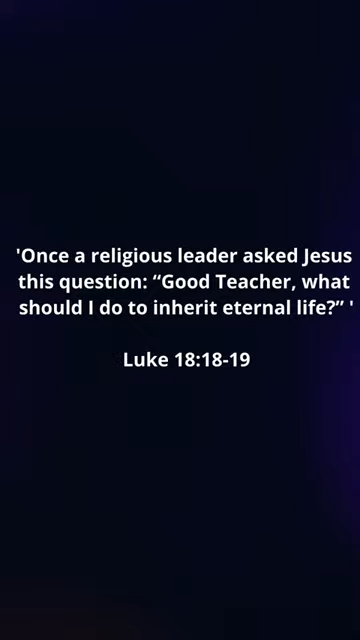 'Once a religious leader asked Jesus
this question: “Good Teacher, what
should I do to inherit eternal life?” '
Luke 18:18-19